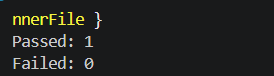 nnerFile }
Passed: 1
Failed: 0